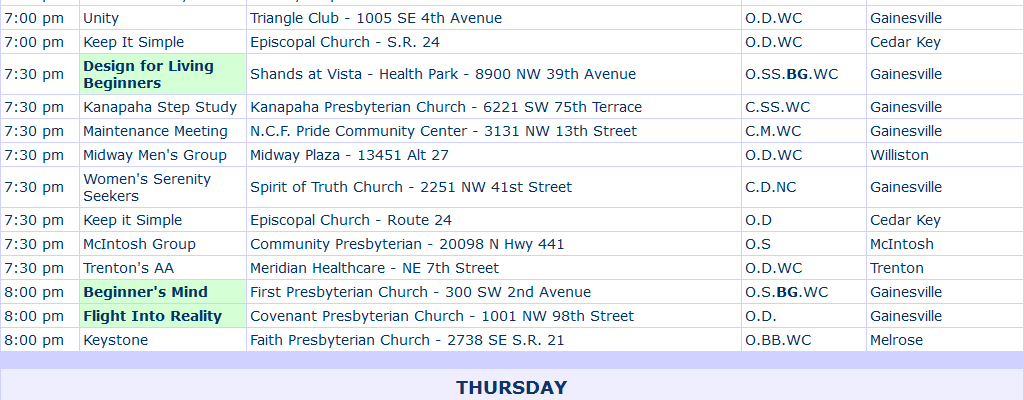 7:00 pm Unity Triangle Club - 1005 SE 4th Avenue O.D.WC Gainesville
7:00 pm Keep It Simple Episcopal Church - S.R. 24 O.D.WC Cedar Key
7:30 pm Design for Living Beginners Shands at Vista - Health Park - 8900 NW 39th Avenue O.SS.BG.WC Gainesville
7:30 pm Kanapaha Step Study Kanapaha Presbyterian Church - 6221 SW 75th Terrace C.SS.WC Gainesville
7:30 pm Maintenance Meeting N.C.F. Pride Community Center - 3131 NW 13th Street C.M.WC Gainesville
7:30 pm Midway Men's Group Midway Plaza - 13451 Alt 27 O.D.WC Williston
7:30 pm Women's Serenity Seekers Spirit of Truth Church - 2251 NW 41st Street C.D.NC Gainesville
7:30 pm Keep it Simple Episcopal Church - Route 24 O.D Cedar Key
7:30 pm McIntosh Group Community Presbyterian - 20098 N Hwy 441 O.S McIntosh
7:30 pm Trenton's AA Meridian Healthcare - NE 7th Street O.D.WC Trenton
8:00 pm Beginner's Mind First Presbyterian Church - 300 SW 2nd Avenue O.S.BG.WC Gainesville
8:00 pm Flight Into Reality Covenant Presbyterian Church - 1001 NW 98th Street O.D. Gainesville
8:00 pm Keystone Faith Presbyterian Church - 2738 SE S.R. 21 O.BB.WC Melrose
THURSDAY